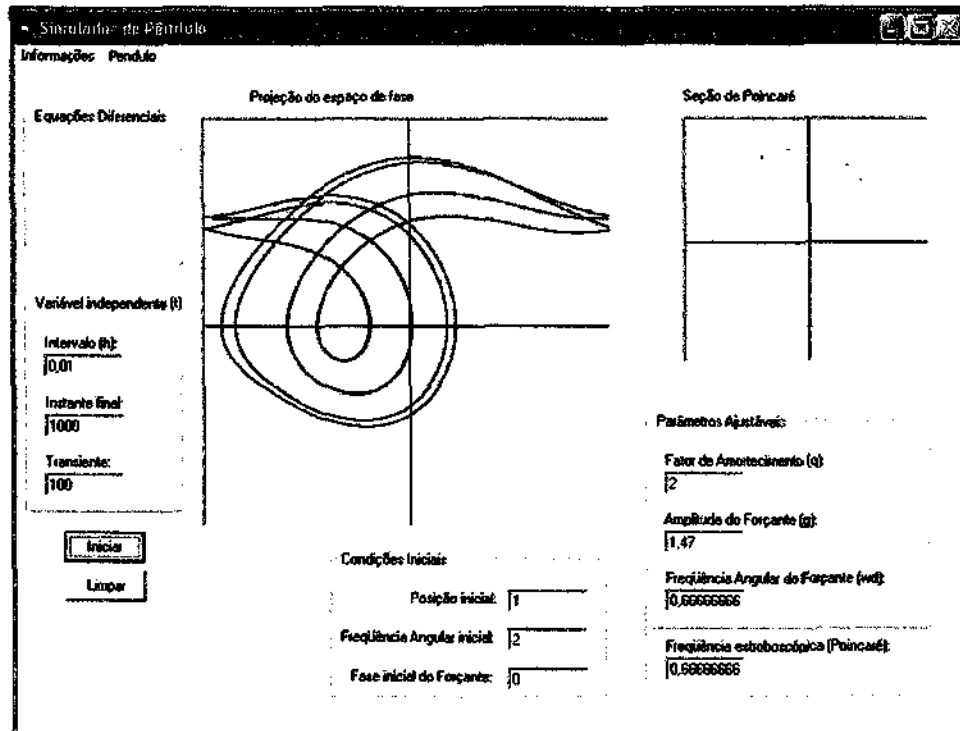 Simulador de Pêndulo
Informações Pendulo
Projeção do espaço de fase
Seção de Poincaré
Equações Diferenciais
Variável independente (t)
Intervalo (h):
0,01
Instante final:
1000
Transiente:
100
Iniciar
Limpar
Condições Iniciais
Posição inicial: 1
Freqüência Angular inicial: 2
Fase inicial do Forçante: 0
Parâmetros Ajustáveis
Fator de Amortecimento (q):
2
Amplitude do Forçante (g):
1,47
Freqüência Angular do Forçante (wd):
0,66666666
Freqüência estroboscópica (Poincaré):
0,66666666